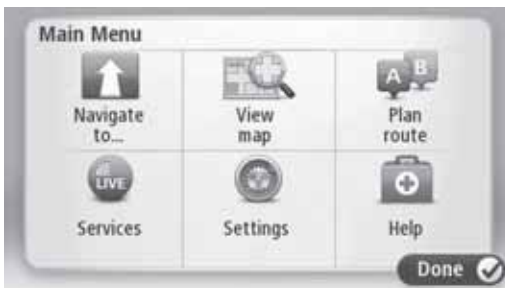 Main Menu
A B
Navigate to...
View map
Plan route
LIVE
Services
Settings
Help
Done